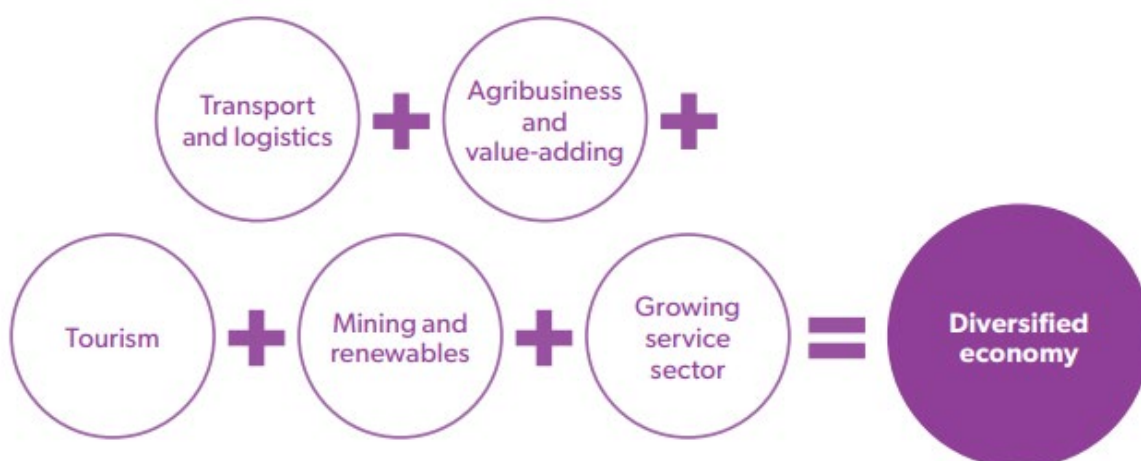 Transport
and logistics
+
Agribusiness
and
value-adding
+
Tourism
+
Mining and
renewables
+
Growing
service
sector
=
Diversified
economy